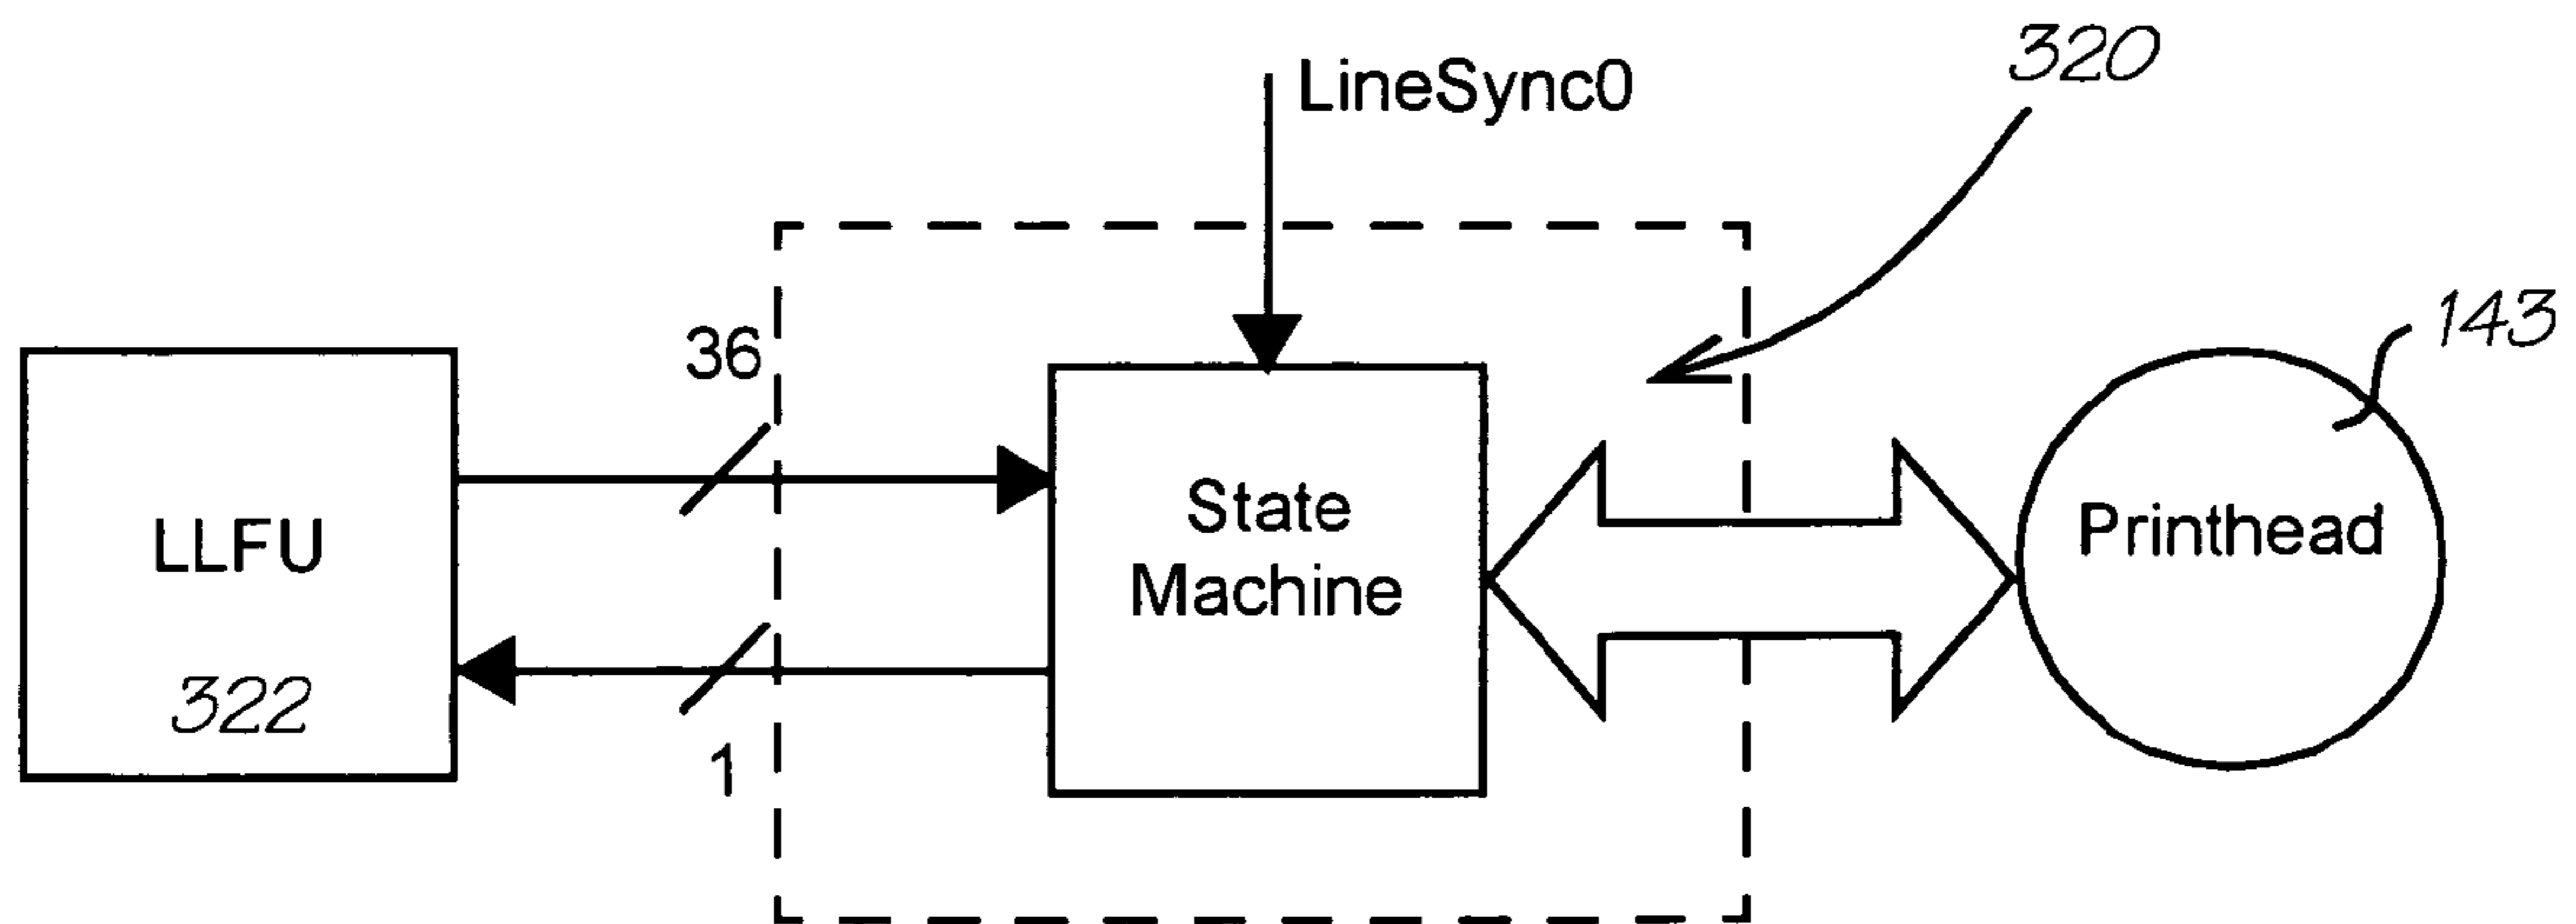 LineSync0
320
36
143
LLFU
322
State
Machine
Printhead
1